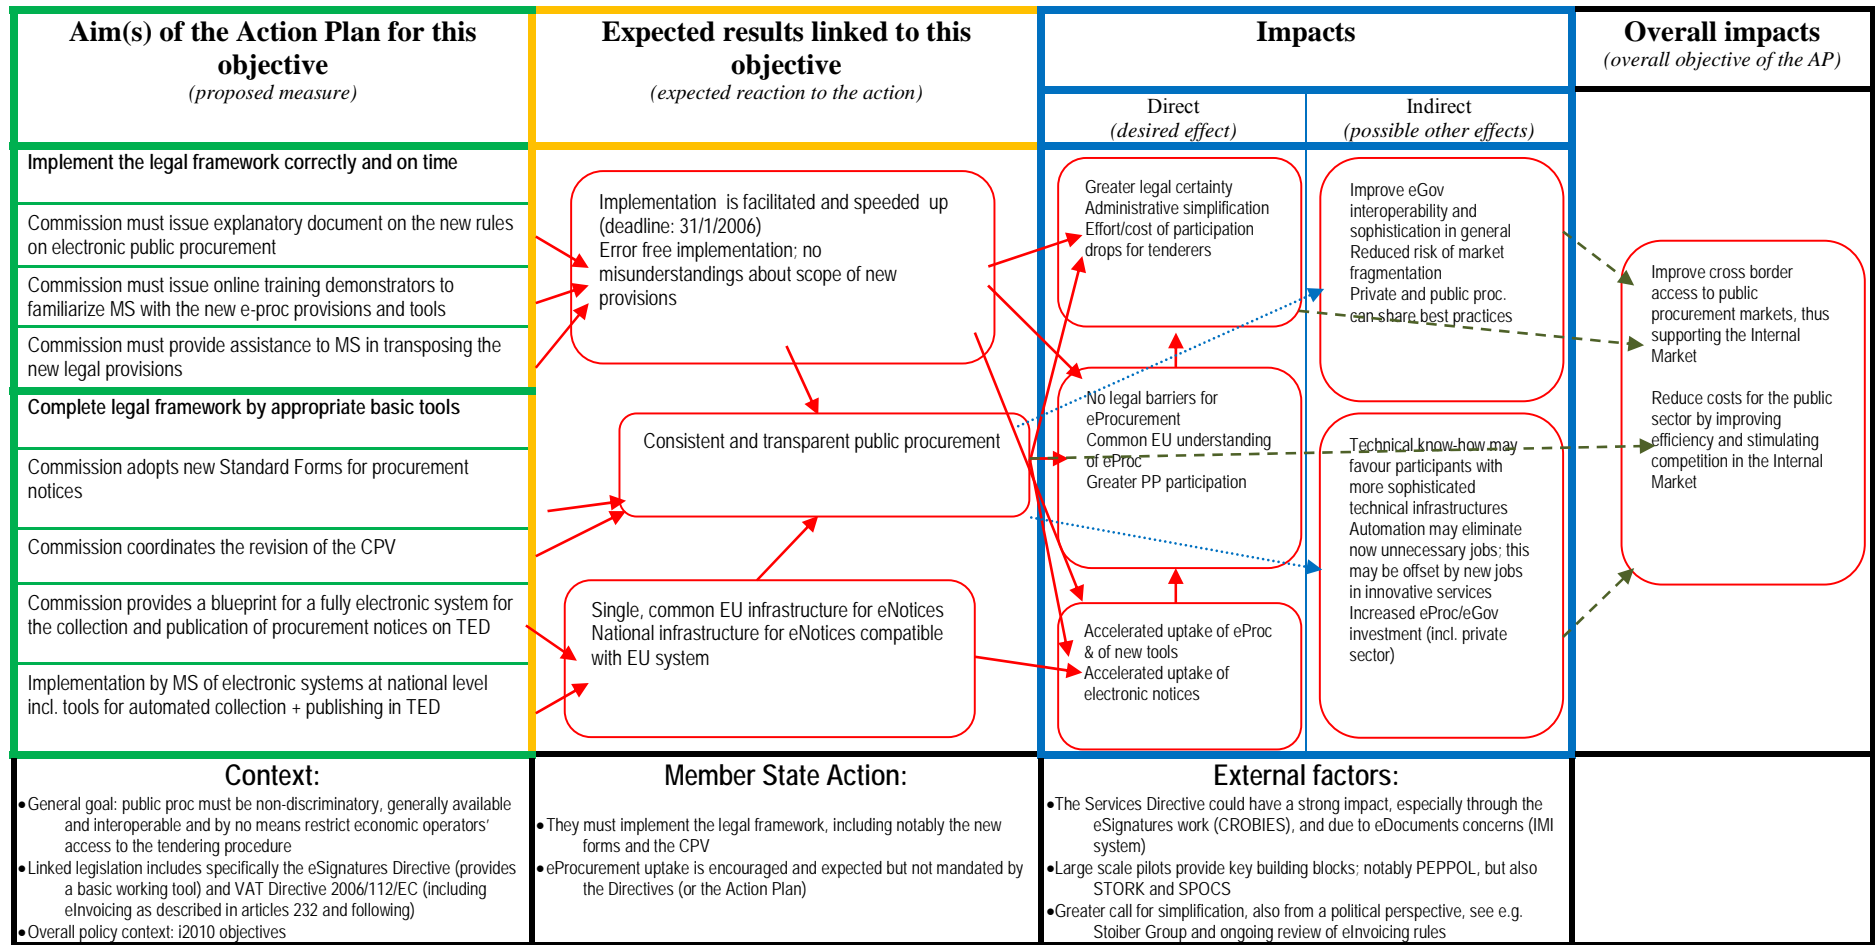 Aim(s) of the Action Plan for this
objective
(proposed measure)
Expected results linked to this
objective
(expected reaction to the action)
Impacts
Overall impacts
(overall objective of the AP)
Direct
(desired effect)
Indirect
(possible other effects)
Implement the legal framework correctly and on time
Commission must issue explanatory document on the new rules
on electronic public procurement
Commission must issue online training demonstrators to
familiarize MS with the new e-proc provisions and tools
Commission must provide assistance to MS in transposing the
new legal provisions
Complete legal framework by appropriate basic tools
Commission adopts new Standard Forms for procurement
notices
Commission coordinates the revision of the CPV
Commission provides a blueprint for a fully electronic system for
the collection and publication of procurement notices on TED
Implementation by MS of electronic systems at national level
incl. tools for automated collection + publishing in TED
Implementation is facilitated and speeded up
(deadline: 31/1/2006)
Error free implementation; no
misunderstandings about scope of new
provisions
Consistent and transparent public procurement
Single, common EU infrastructure for eNotices
National infrastructure for eNotices compatible
with EU system
Greater legal certainty
Administrative simplification
Effort/cost of participation
drops for tenderers
No legal barriers for
eProcurement
Common EU understanding
of eProc
Greater PP participation
Accelerated uptake of eProc
& of new tools
Accelerated uptake of
electronic notices
Improve eGov
interoperability and
sophistication in general
Reduced risk of market
fragmentation
Private and public proc.
can share best practices
Technical know-how may
favour participants with
more sophisticated
technical infrastructures
Automation may eliminate
now unnecessary jobs; this
may be offset by new jobs
in innovative services
Increased eProc/eGov
investment (incl. private
sector)
Improve cross border
access to public
procurement markets, thus
supporting the Internal
Market
Reduce costs for the public
sector by improving
efficiency and stimulating
competition in the Internal
Market
Context:
•General goal: public proc must be non-discriminatory, generally available
and interoperable and by no means restrict economic operators'
access to the tendering procedure
•Linked legislation includes specifically the eSignatures Directive (provides
a basic working tool) and VAT Directive 2006/112/EC (including
eInvoicing as described in articles 232 and following)
•Overall policy context: i2010 objectives
Member State Action:
•They must implement the legal framework, including notably the new
forms and the CPV
•eProcurement uptake is encouraged and expected but not mandated by
the Directives (or the Action Plan)
External factors:
•The Services Directive could have a strong impact, especially through the
eSignatures work (CROBIES), and due to eDocuments concerns (IMI
system)
•Large scale pilots provide key building blocks; notably PEPPOL, but also
STORK and SPOCS
•Greater call for simplification, also from a political perspective, see e.g.
Stoiber Group and ongoing review of eInvoicing rules